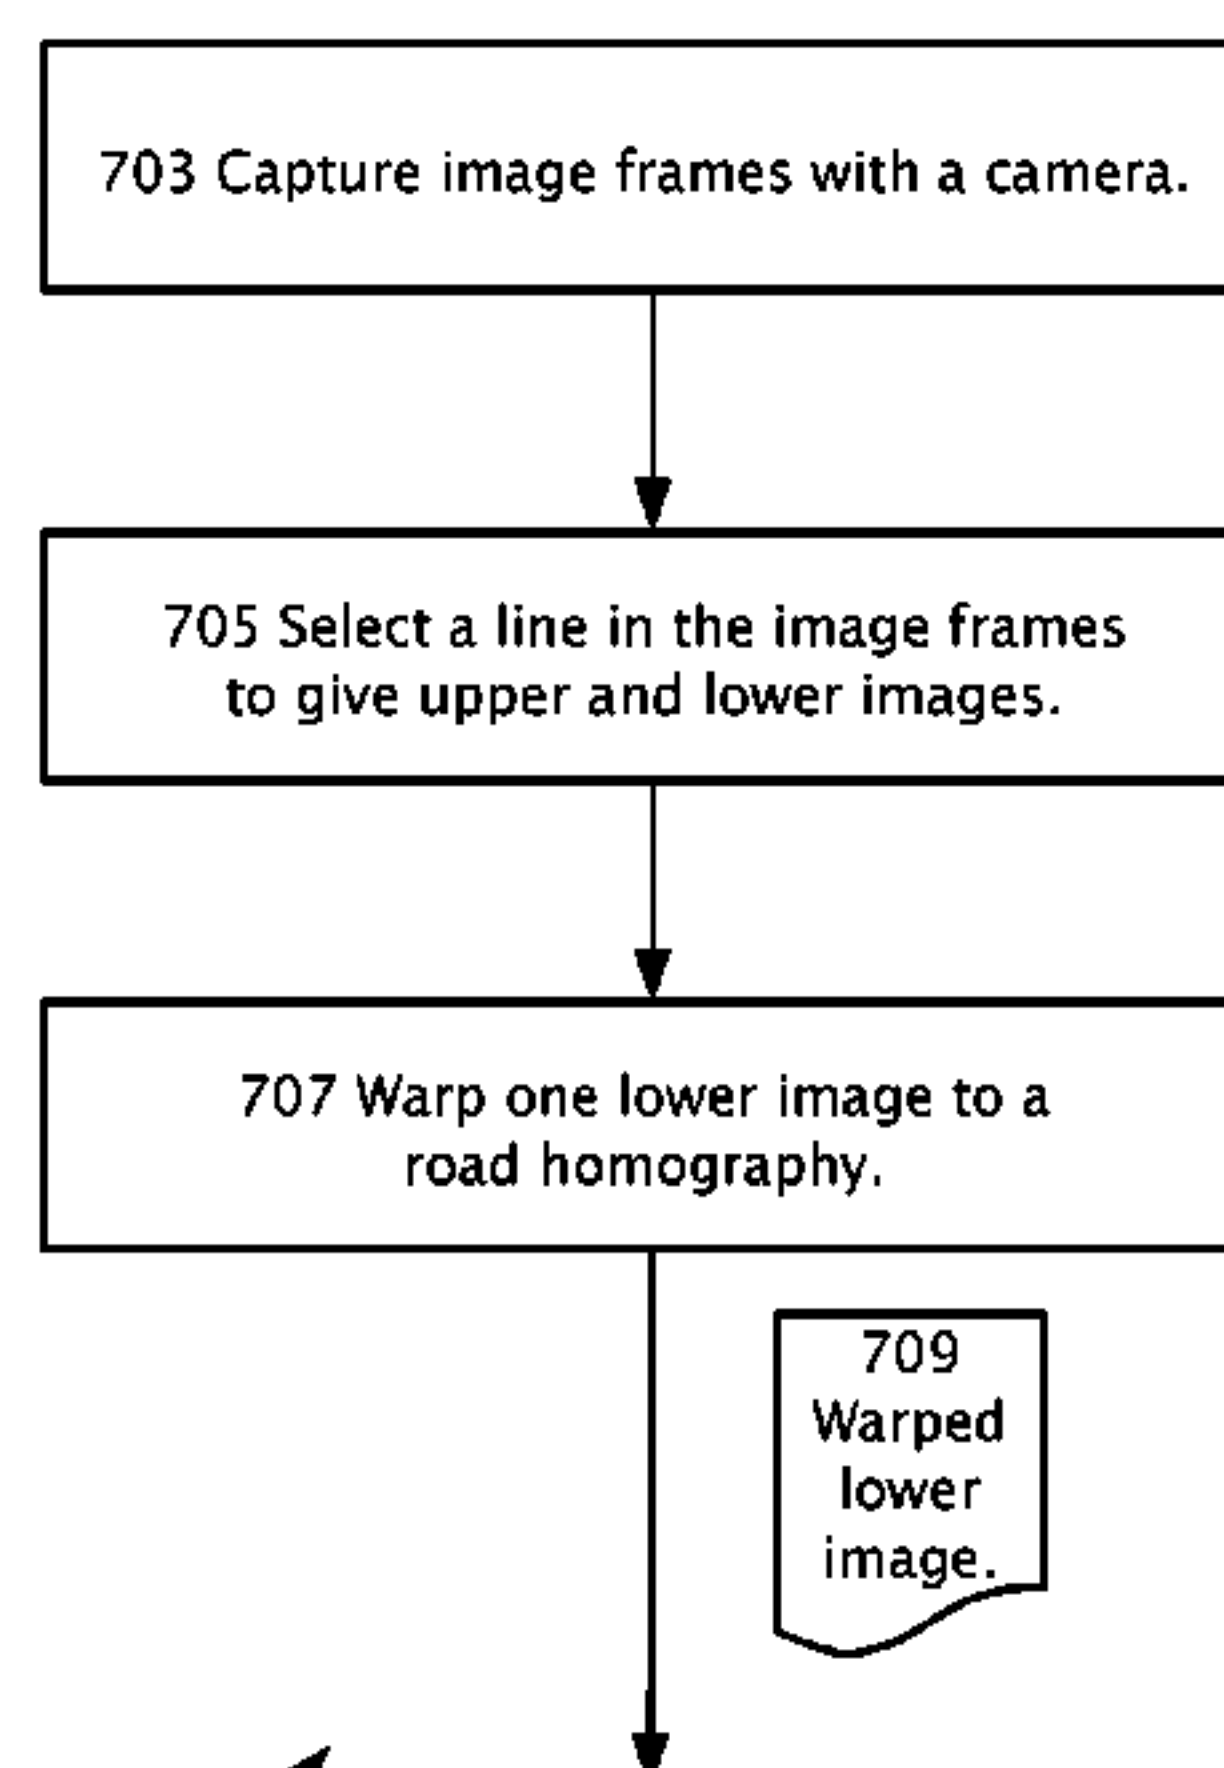 703 Capture image frames with a camera.
705 Select a line in the image frames
to give upper and lower images.
707 Warp one lower image to a
road homography.
709
Warped
lower
image.